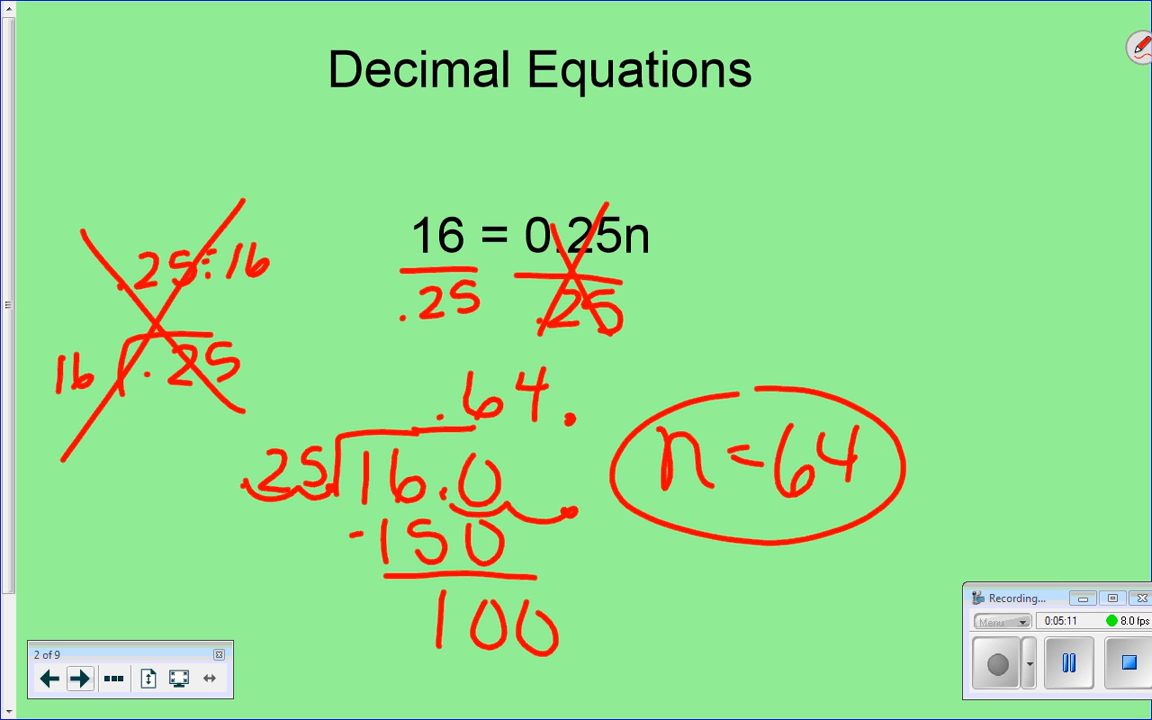 Decimal Equations
16 = 0.25n
.25 .25
.25÷16
16 .25
.64.
.25 16.0
-150
100
n=64
2 of 9
Recording...
Menu
0:05:11
8.0 fps